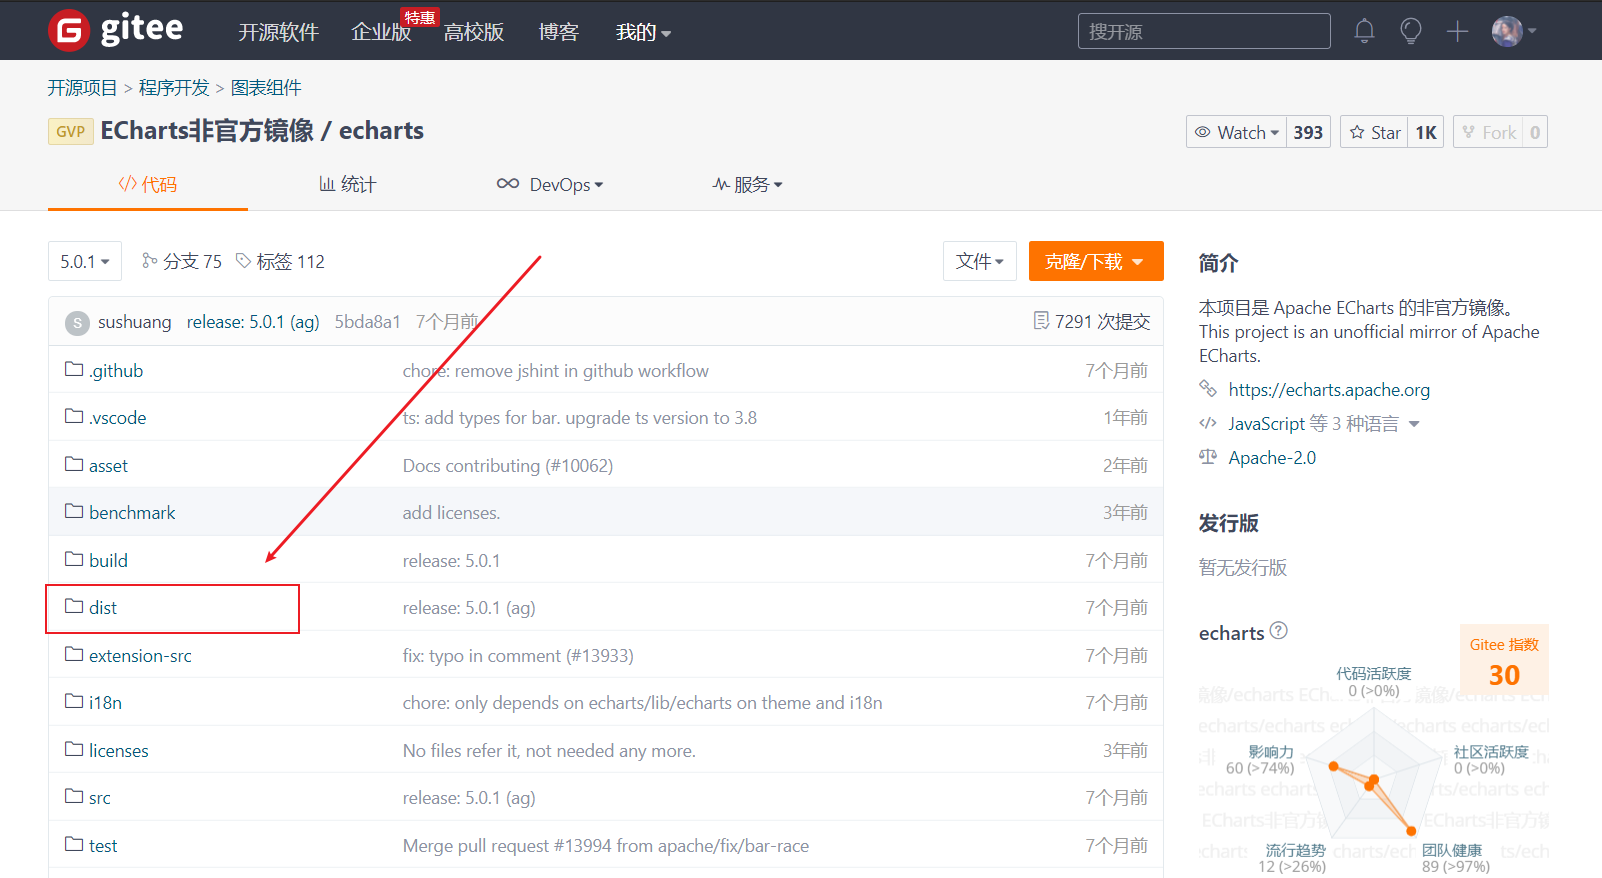 gitee 开源软件 企业版 特惠 高校版 博客 我的 搜开源
开源项目 > 程序开发 > 图表组件
GVP ECharts非官方镜像 / echarts
Watch 393 Star 1K Fork 0
代码 统计 DevOps 服务
5.0.1 分支 75 标签 112 文件 克隆/下载
S sushuang release: 5.0.1 (ag) 5bda8a1 7个月前 7291 次提交
.github chore: remove jshint in github workflow 7个月前
.vscode ts: add types for bar. upgrade ts version to 3.8 1年前
asset Docs contributing (#10062) 2年前
benchmark add licenses. 3年前
build release: 5.0.1 7个月前
dist release: 5.0.1 (ag) 7个月前
extension-src fix: typo in comment (#13933) 7个月前
i18n chore: only depends on echarts/lib/echarts on theme and i18n 7个月前
licenses No files refer it, not needed any more. 3年前
src release: 5.0.1 (ag) 7个月前
test Merge pull request #13994 from apache/fix/bar-race 7个月前
简介
本项目是 Apache ECharts 的非官方镜像。
This project is an unofficial mirror of Apache
ECharts.
https://echarts.apache.org
JavaScript 等 3 种语言
Apache-2.0
发行版
暂无发行版
echarts
Gitee 指数
30
代码活跃度
0 (>0%)
影响力
60 (>74%)
社区活跃度
0 (>0%)
流行趋势
12 (>26%)
团队健康
89 (>97%)